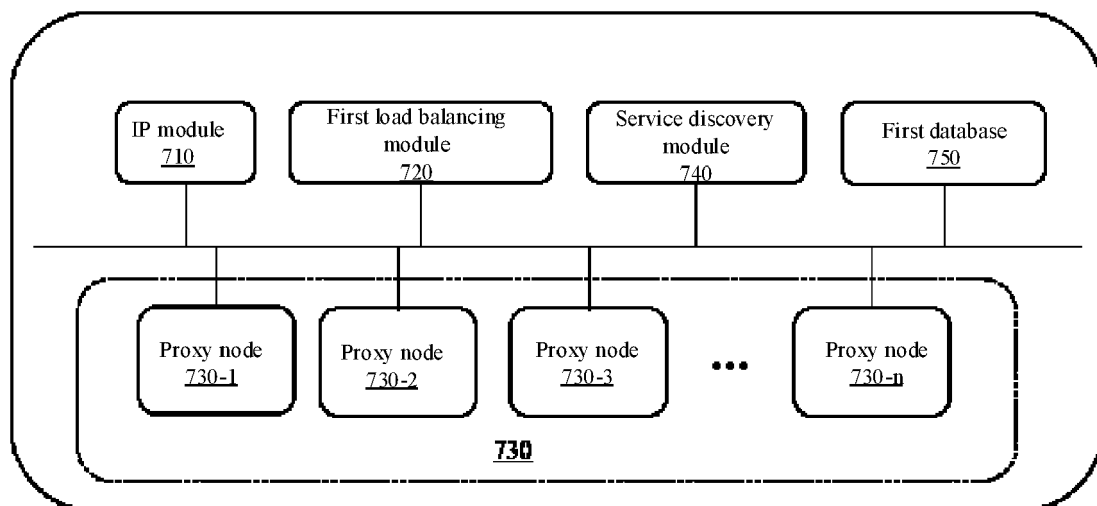 IP module
710
First load balancing
module
720
Service discovery
module
740
First database
750
Proxy node
730-1
Proxy node
730-2
Proxy node
730-3
•••
Proxy node
730-n
730